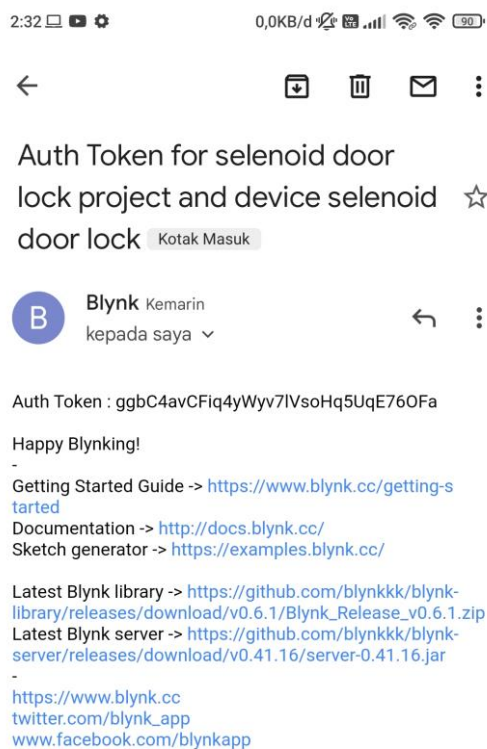 2:32 0,0KB/d Vo LTE 90
Auth Token for selenoid door
lock project and device selenoid
door lock Kotak Masuk
B Blynk Kemarin
kepada saya
Auth Token : ggbC4avCFiq4yWyv7lVsoHq5UqE76OFa
Happy Blynking!
-
Getting Started Guide -> https://www.blynk.cc/getting-s
tarted
Documentation -> http://docs.blynk.cc/
Sketch generator -> https://examples.blynk.cc/
Latest Blynk library -> https://github.com/blynkkk/blynk-
library/releases/download/v0.6.1/Blynk_Release_v0.6.1.zip
Latest Blynk server -> https://github.com/blynkkk/blynk-
server/releases/download/v0.41.16/server-0.41.16.jar
-
https://www.blynk.cc
twitter.com/blynk_app
www.facebook.com/blynkapp